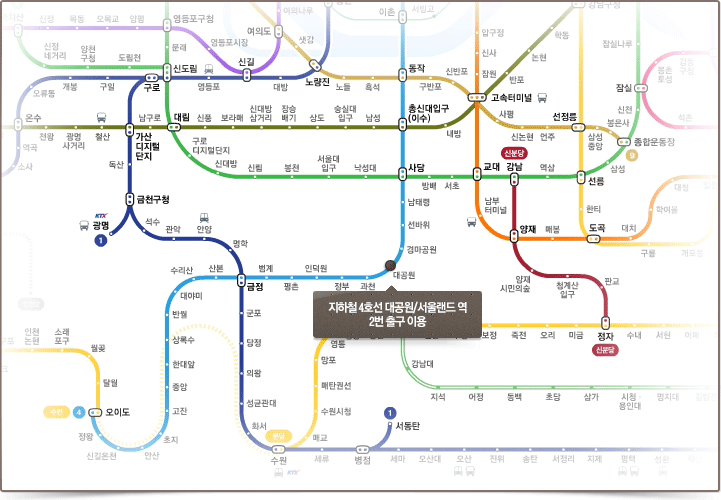 신정
목동
오목교
양평
영등포구청
여의나루
이촌
서빙고
압구정
강남구청
신정
네거리
양천
구청
도림천
문래
영등포시장
여의도
샛강
신사
학동
잠실나루
몽촌
토성
신도림
신길
노량진
동작
신반포
잠원
논현
반포
잠실
오류동
개봉
구일
구로
영등포
대방
노들
흑석
구반포
고속터미널
선정릉
봉은사
신천
석촌
온수
천왕
광명
사거리
철산
남구로
대림
신풍
보라매
신대방
삼거리
장승
배기
상도
숭실대
입구
남성
총신대입구
(이수)
내방
사평
신논현
언주
삼성
중앙
종합운동장
9
역곡
소사
가산
디지털
단지
구로
디지털단지
신대방
신림
봉천
서울대
입구
낙성대
사당
방배
서초
교대
신분당
강남
역삼
선릉
삼성
독산
금천구청
KTX
광명
1
석수
관악
안양
명학
남태령
선바위
경마공원
남부
터미널
양재
매봉
한티
도곡
대치
학여울
대청
구룡
개포동
수리산
산본
금정
범계
평촌
인덕원
정부
과천
대공원
양재
시민의숲
청계산
입구
판교
대야미
반월
상록수
한대앞
중앙
고잔
초치
안산
신길온천
정왕
오이도
4
수인
달월
월곶
소래
포구
인천
논현
군포
당정
의왕
성균관대
화서
지하철 4호선 대공원/서울랜드 역
2번 출구 이용
영통
망포
매탄권선
수원시청
매교
분당
수원
KTX
보정
죽전
오리
미금
정자
신분당
수내
서현
이매
강남대
지석
어정
동백
초당
삼가
시청·
용인대
명지대
1
서동탄
세류
병점
세마
오산대
오산
진위
송탄
서정리
지제
평택
성환